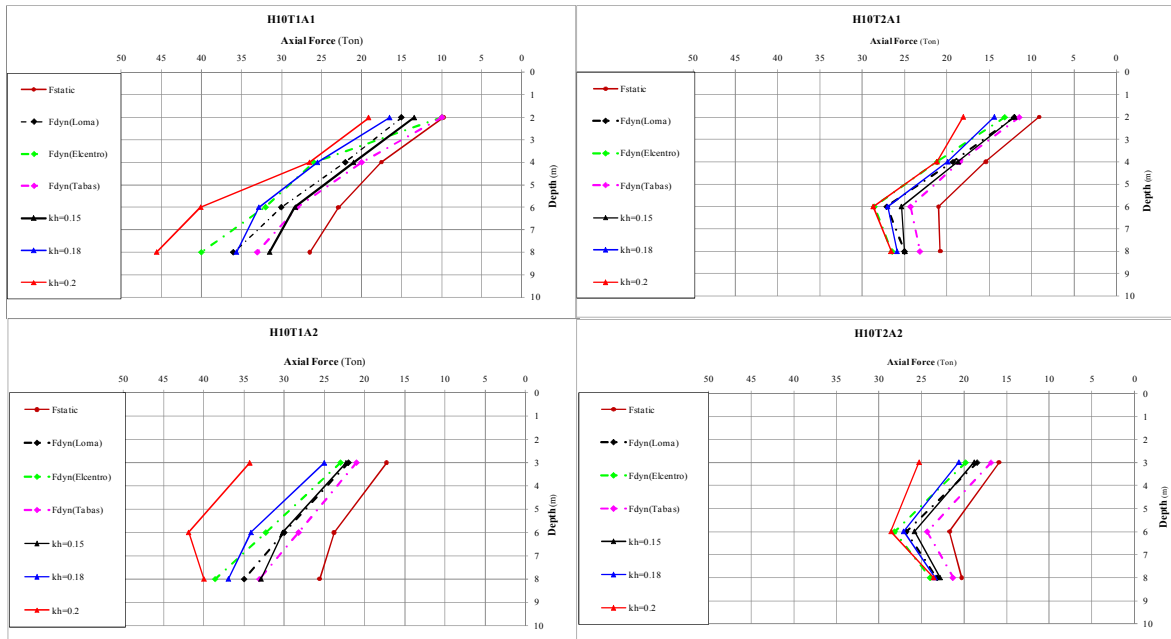 H10T1A1
Axial Force (Ton)
50 45 40 35 30 25 20 15 10 5 0
0
1
2
3
4
5
6
7
8
9
10
Depth (m)
Fstatic
Fdyn(Loma)
Fdyn(Elcentro)
Fdyn(Tabas)
kh=0.15
kh=0.18
kh=0.2
H10T2A1
Axial Force (Ton)
50 45 40 35 30 25 20 15 10 5 0
0
1
2
3
4
5
6
7
8
9
10
Depth (m)
Fstatic
Fdyn(Loma)
Fdyn(Elcentro)
Fdyn(Tabas)
kh=0.15
kh=0.18
kh=0.2
H10T1A2
Axial Force (Ton)
50 45 40 35 30 25 20 15 10 5 0
0
1
2
3
4
5
6
7
8
9
10
Depth (m)
Fstatic
Fdyn(Loma)
Fdyn(Elcentro)
Fdyn(Tabas)
kh=0.15
kh=0.18
kh=0.2
H10T2A2
Axial Force (Ton)
50 40 30 20 10 0
0
1
2
3
4
5
6
7
8
9
10
Depth (m)
Fstatic
Fdyn(Loma)
Fdyn(Elcentro)
Fdyn(Tabas)
kh=0.15
kh=0.18
kh=0.2